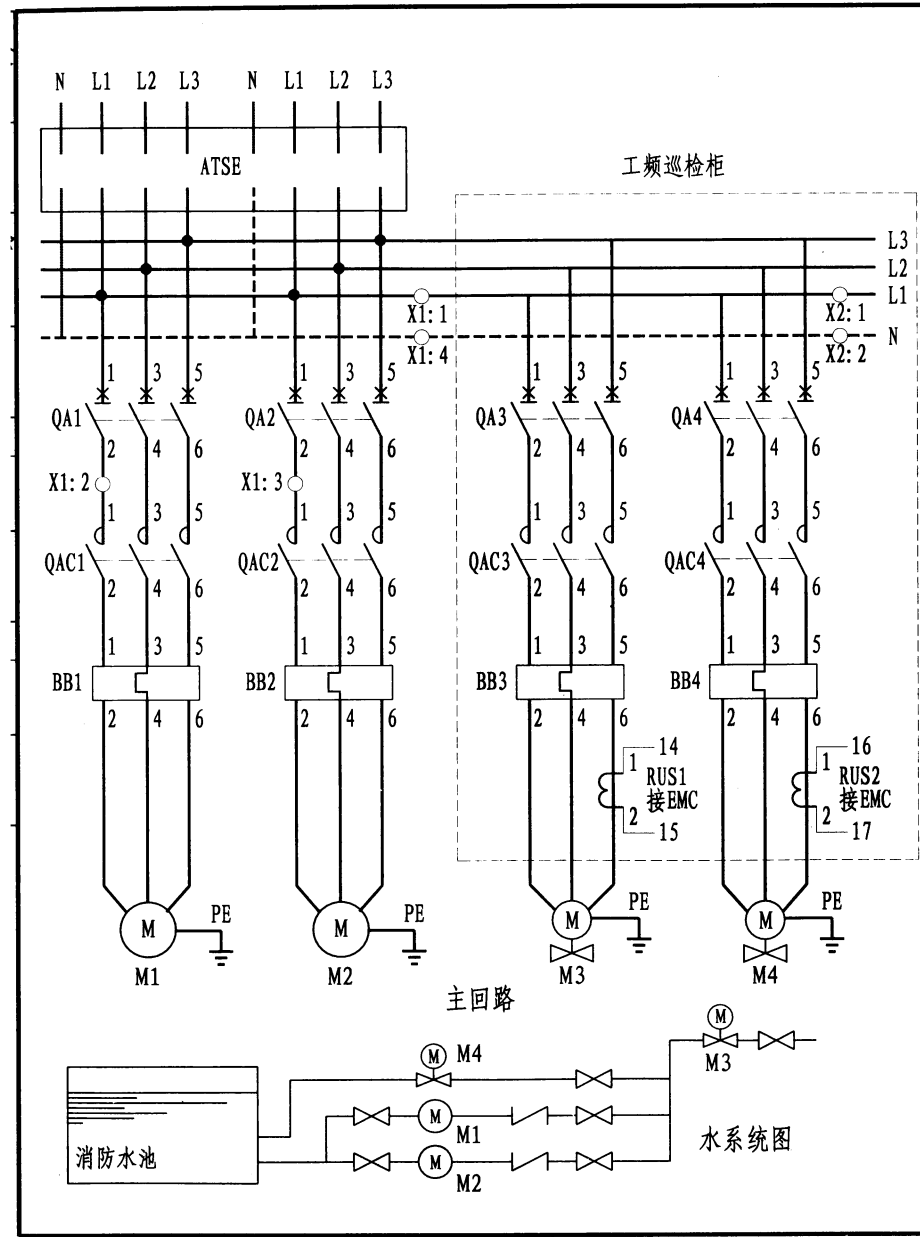 N L1 L2 L3 N L1 L2 L3
ATSE
工频巡检柜
L3
L2
L1
X1: 1 X2: 1
N
X1: 4 X2: 2
1 3 5 1 3 5 1 3 5 1 3 5
QA1 QA2 QA3 QA4
2 4 6 2 4 6 2 4 6 2 4 6
X1: 2 X1: 3
1 3 5 1 3 5 1 3 5 1 3 5
QAC1 QAC2 QAC3 QAC4
2 4 6 2 4 6 2 4 6 2 4 6
1 3 5 1 3 5 1 3 5 1 3 5
BB1 BB2 BB3 BB4
2 4 6 2 4 6 2 4 6 2 4 6
14 16
1 RUS1 1 RUS2
接EMC 接EMC
2 15 2 17
M PE M PE M PE M PE
M1 M2 M3 M4
主回路
M M4 M
M3
M
M1
消防水池 M 水系统图
M2